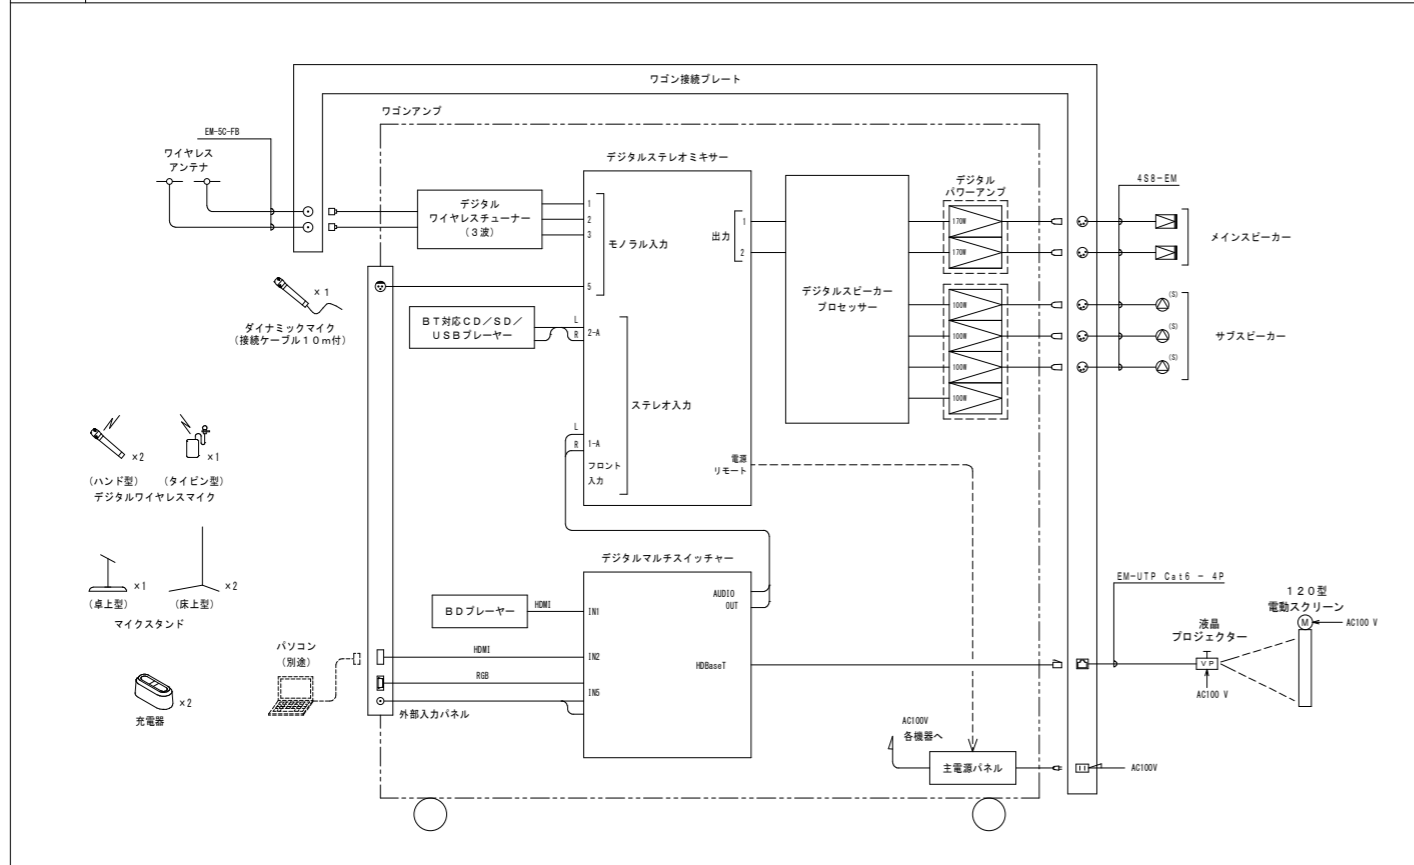 ワゴン接続プレート
ワゴンアンプ
EM-5C-FB
ワイヤレス
アンテナ
デジタルステレオミキサー
デジタル
ワイヤレスチューナー
(3波)
1
2
3
モノラル入力
5
出力
1
2
デジタルスピーカー
プロセッサー
デジタル
パワーアンプ
170W
170W
100W
100W
100W
100W
4S8-EM
メインスピーカー
(S)
(S)
(S)
サブスピーカー
×1
ダイナミックマイク
(接続ケーブル10m付)
BT対応CD/SD/
USBプレーヤー
L
R
2-A
ステレオ入力
L
R
1-A
フロント
入力
電源
リモート
×2
×1
(ハンド型)
(タイピン型)
デジタルワイヤレスマイク
×1
×2
(卓上型)
(床上型)
マイクスタンド
×2
充電器
デジタルマルチスイッチャー
AUDIO
OUT
BDプレーヤー
HDMI
IN1
パソコン
(別途)
HDMI
IN2
RGB
IN5
HDBaseT
外部入力パネル
AC100V
各機器へ
主電源パネル
AC100V
EM-UTP Cat6 - 4P
液晶
プロジェクター
VP
AC100 V
120型
電動スクリーン
M
AC100 V